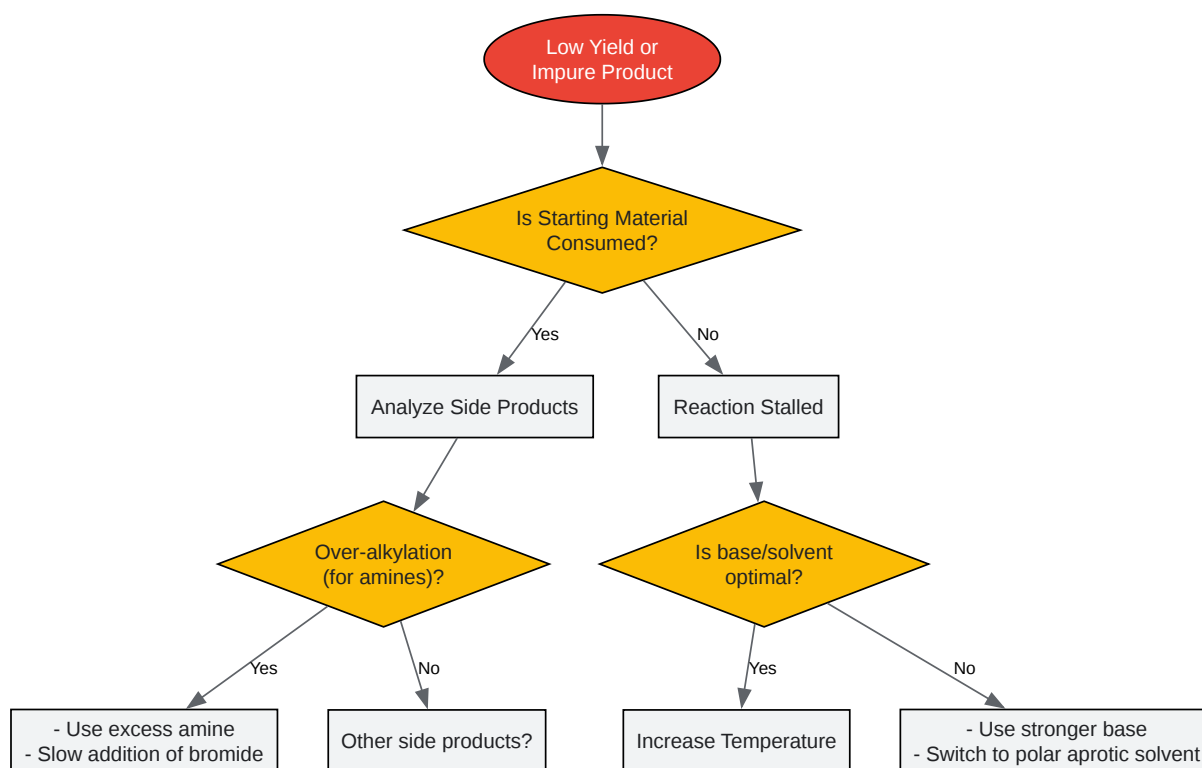 Low Yield or
Impure Product
Is Starting Material
Consumed?
Yes
No
Analyze Side Products
Reaction Stalled
Over-alkylation
(for amines)?
Is base/solvent
optimal?
Yes
No
Yes
No
- Use excess amine
- Slow addition of bromide
Other side products?
Increase Temperature
- Use stronger base
- Switch to polar aprotic solvent